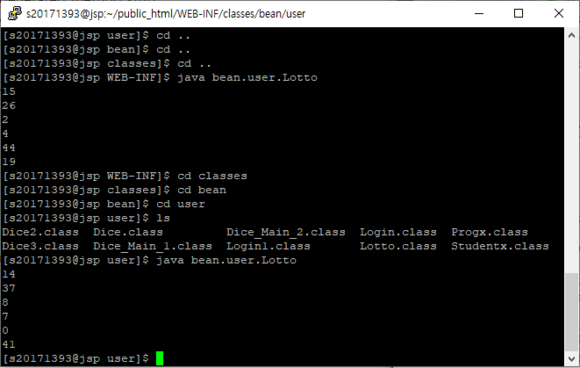 s20171393@jsp:~/public_html/WEB-INF/classes/bean/user
[s20171393@jsp user]$ cd ..
[s20171393@jsp bean]$ cd ..
[s20171393@jsp classes]$ cd ..
[s20171393@jsp WEB-INF]$ java bean.user.Lotto
15
26
2
4
44
19
[s20171393@jsp WEB-INF]$ cd classes
[s20171393@jsp classes]$ cd bean
[s20171393@jsp bean]$ cd user
[s20171393@jsp user]$ ls
Dice2.class  Dice.class        Dice_Main_2.class  Login.class  Progx.class
Dice3.class  Dice_Main_1.class  Login1.class       Lotto.class  Studentx.class
[s20171393@jsp user]$ java bean.user.Lotto
14
37
8
7
0
41
[s20171393@jsp user]$